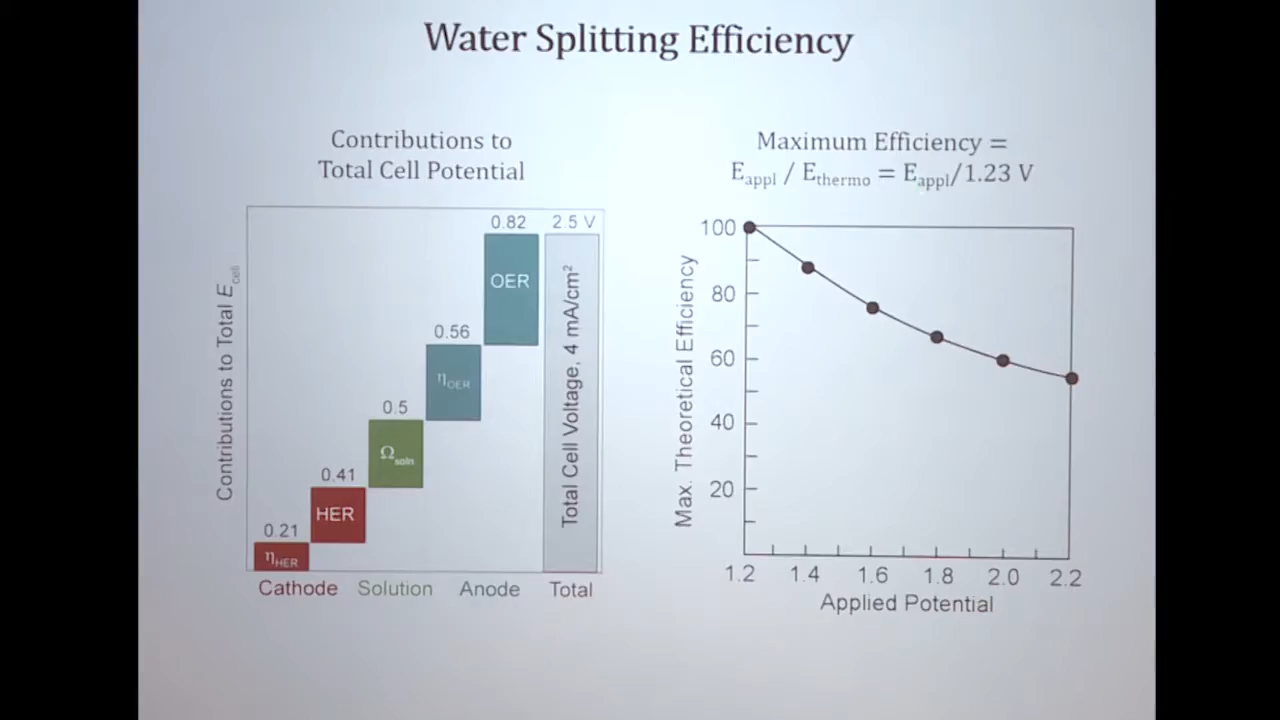 Water Splitting Efficiency
Contributions to
Total Cell Potential
Contributions to Total Ecell
0.21
ηHER
0.41
HER
0.5
Ωsoln
0.56
ηOER
0.82
OER
2.5 V
Total Cell Voltage, 4 mA/cm²
Cathode
Solution
Anode
Total
Maximum Efficiency =
Eappl / Ethermo = Eappl/1.23 V
Max. Theoretical Efficiency
100
80
60
40
20
1.2 1.4 1.6 1.8 2.0 2.2
Applied Potential